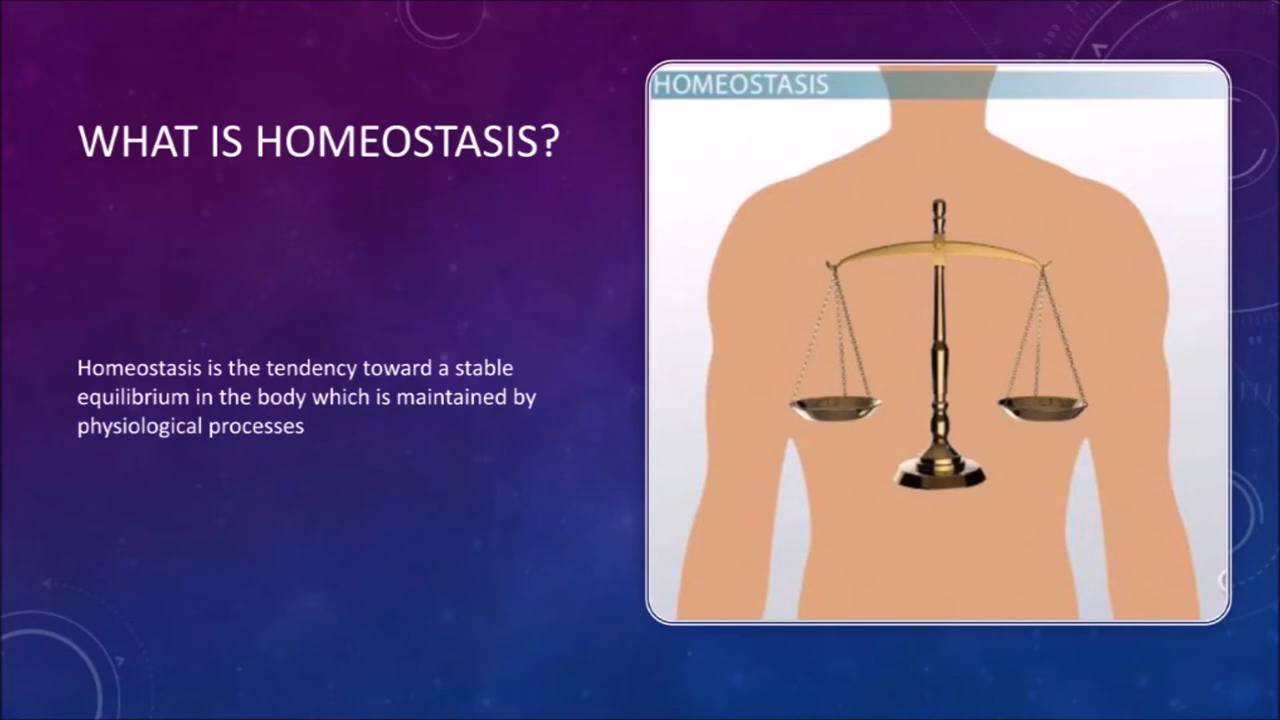 WHAT IS HOMEOSTASIS?
Homeostasis is the tendency toward a stable
equilibrium in the body which is maintained by
physiological processes
HOMEOSTASIS